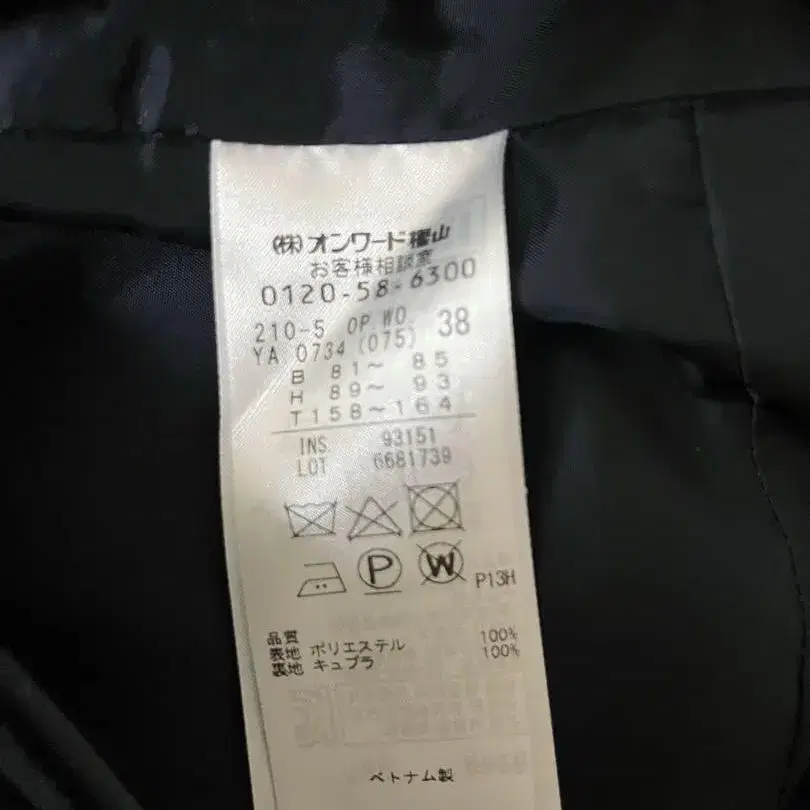 ㈱オンワード樫山
お客様相談室
0120-58-6300
210-5 OP.WO. 38
YA 0734 (075)
B 81～ 85
H 89～ 93
T158～164
INS 93151
LOT 6681739
P
W
P13H
品質
表地 ポリエステル 100%
裏地 キュプラ 100%
ベトナム製